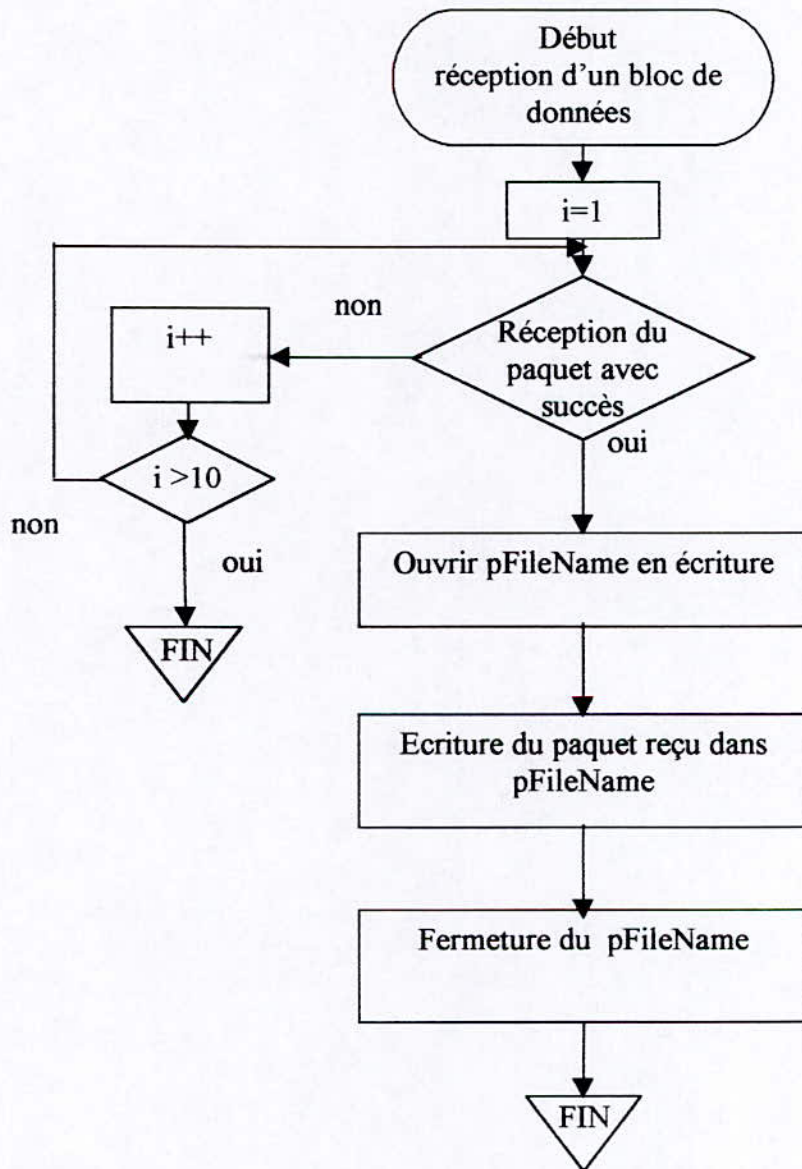 Début
réception d'un bloc de
données
i=1
non
i++
Réception du
paquet avec
succès
oui
i >10
non
oui
FIN
Ouvrir pFileName en écriture
Ecriture du paquet reçu dans
pFileName
Fermeture du pFileName
FIN